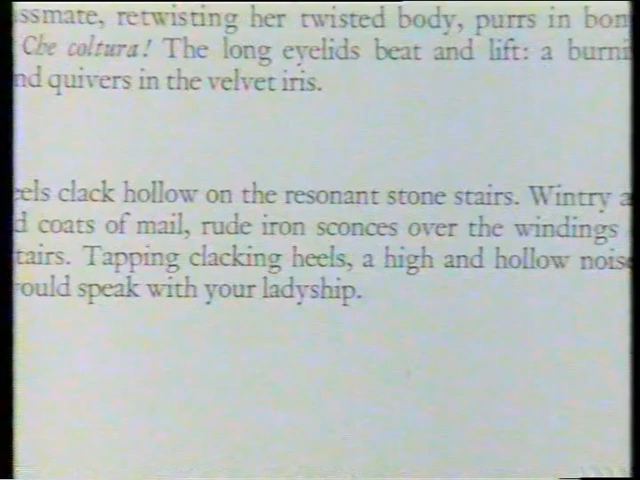 ssmate, retwisting her twisted body, purrs in bon
Che coltura! The long eyelids beat and lift: a burni
nd quivers in the velvet iris.
eels clack hollow on the resonant stone stairs. Wintry a
d coats of mail, rude iron sconces over the windings
tairs. Tapping clacking heels, a high and hollow nois
ould speak with your ladyship.